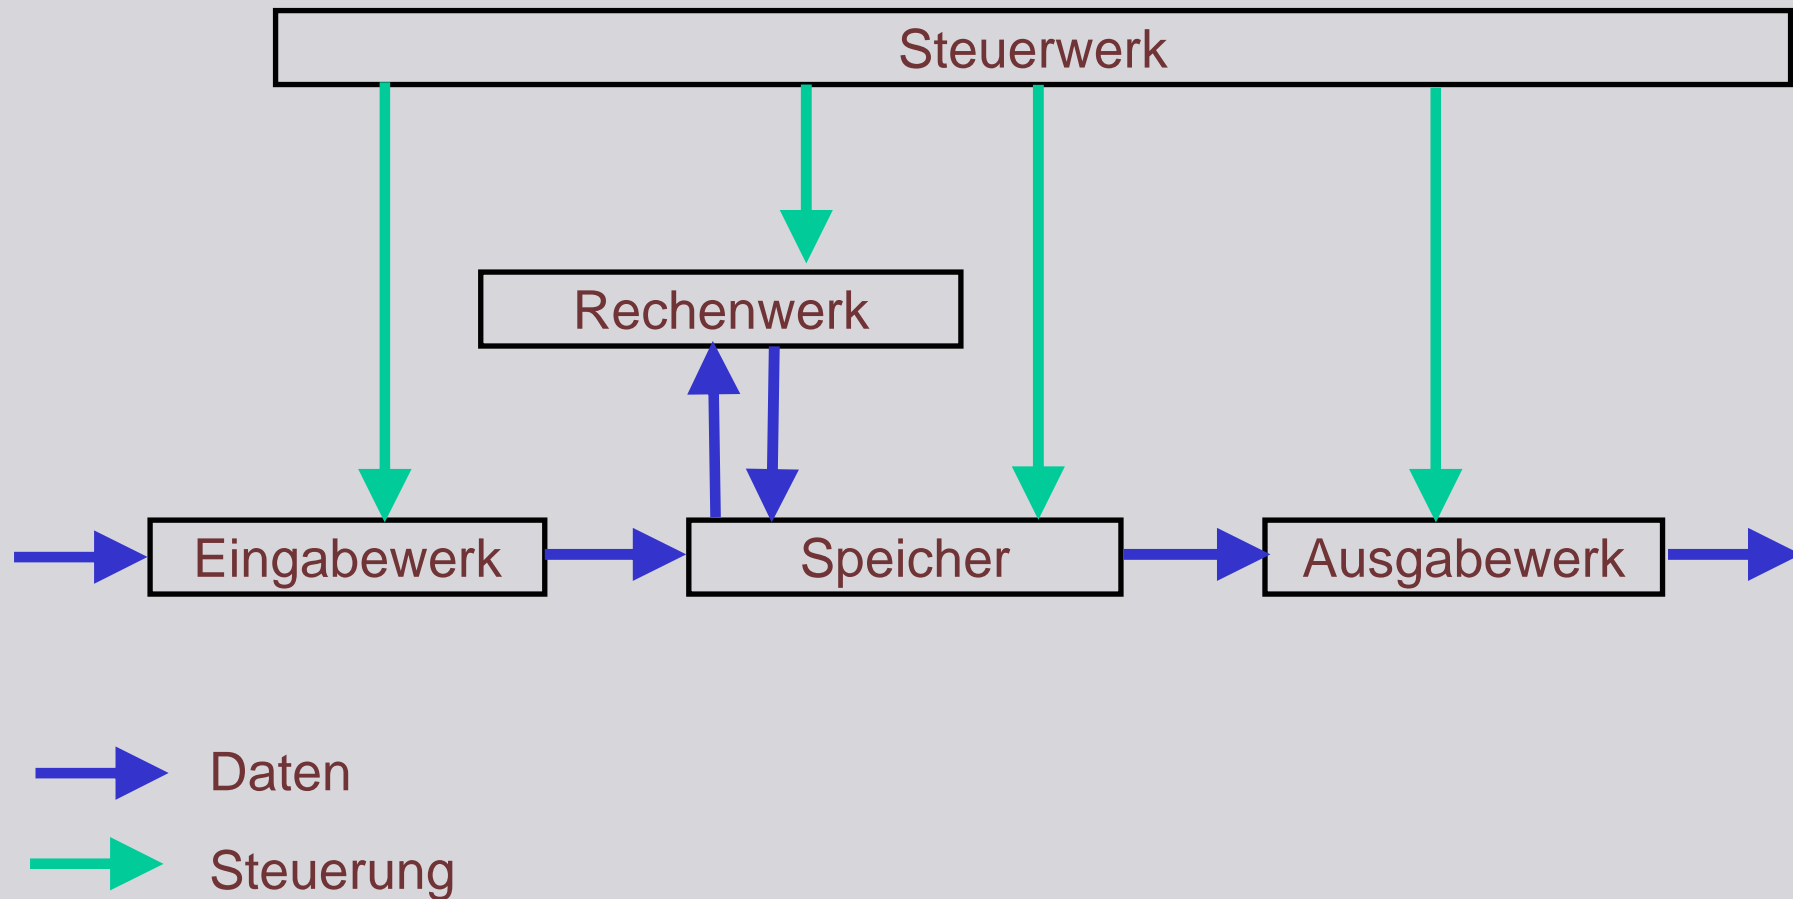 Steuerwerk
Rechenwerk
Eingabewerk
Speicher
Ausgabewerk
Daten
Steuerung